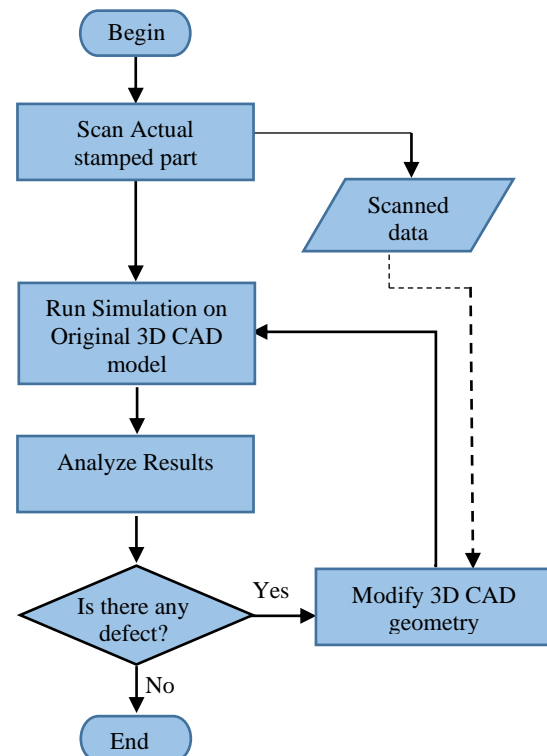 Begin
Scan Actual
stamped part
Scanned
data
Run Simulation on
Original 3D CAD
model
Analyze Results
Is there any
defect?
Yes
Modify 3D CAD
geometry
No
End